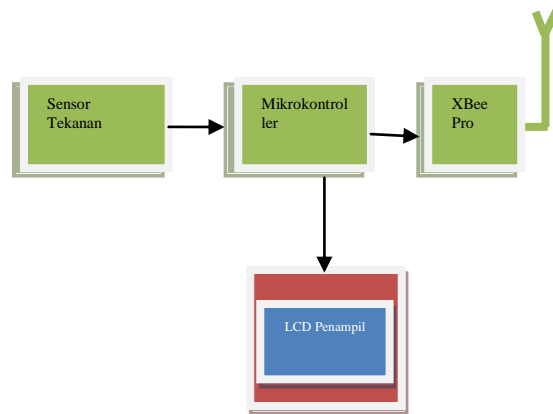 Sensor
Tekanan
Mikrokontrol
ler
XBee
Pro
LCD Penampil